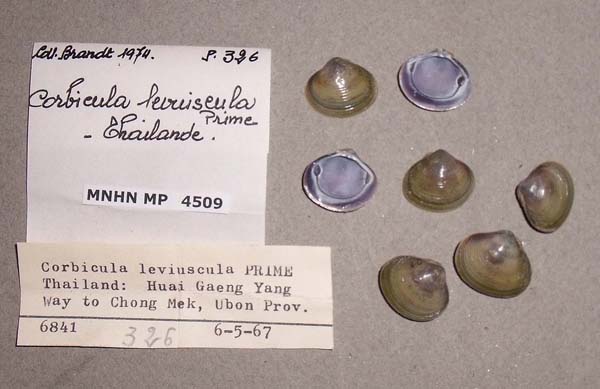 Coll. Brandt 1974. P. 326
Corbicula leviuscula
Prime
- Thailande.
MNHN MP 4509
Corbicula leviuscula PRIME
Thailand: Huai Gaeng Yang
Way to Chong Mek, Ubon Prov.
6841 326 6-5-67